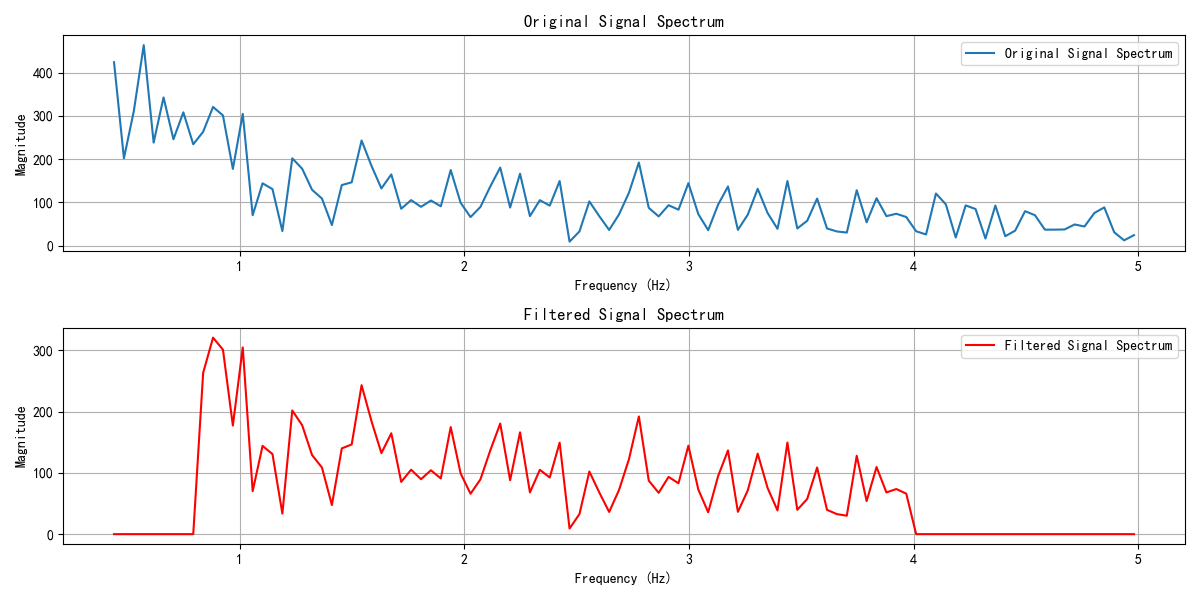 Original Signal Spectrum
Original Signal Spectrum
Magnitude
400
300
200
100
0
1 2 3 4 5
Frequency (Hz)
Filtered Signal Spectrum
Filtered Signal Spectrum
Magnitude
300
200
100
0
1 2 3 4 5
Frequency (Hz)